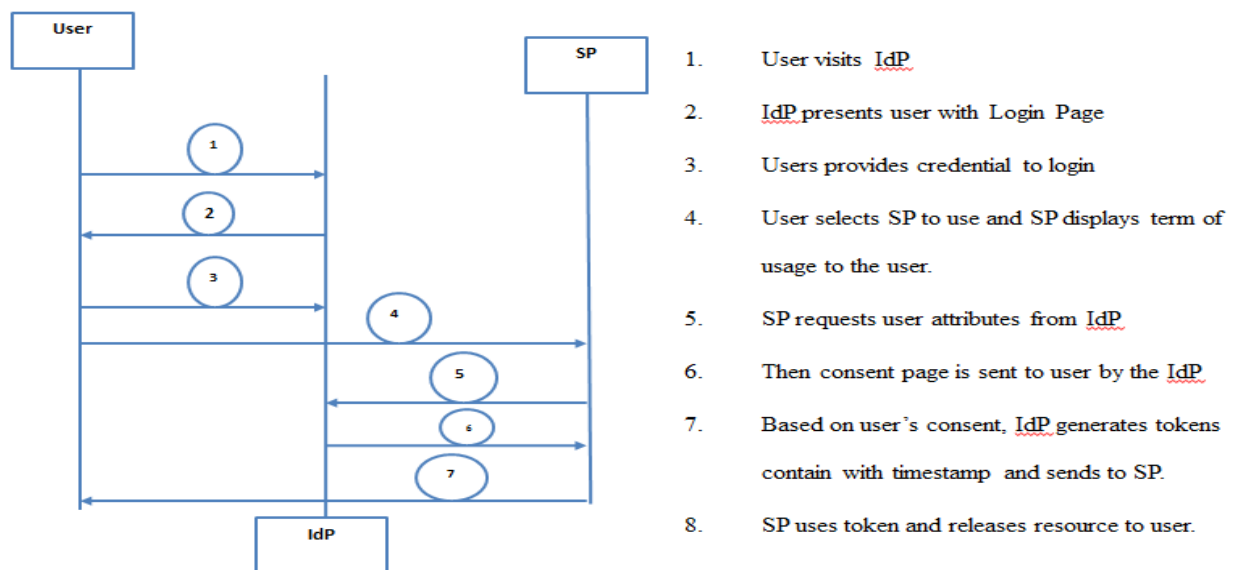 User
SP
1
2
3
4
5
6
7
IdP
1. User visits IdP
2. IdP presents user with Login Page
3. Users provides credential to login
4. User selects SP to use and SP displays term of
usage to the user.
5. SP requests user attributes from IdP
6. Then consent page is sent to user by the IdP
7. Based on user's consent, IdP generates tokens
contain with timestamp and sends to SP.
8. SP uses token and releases resource to user.